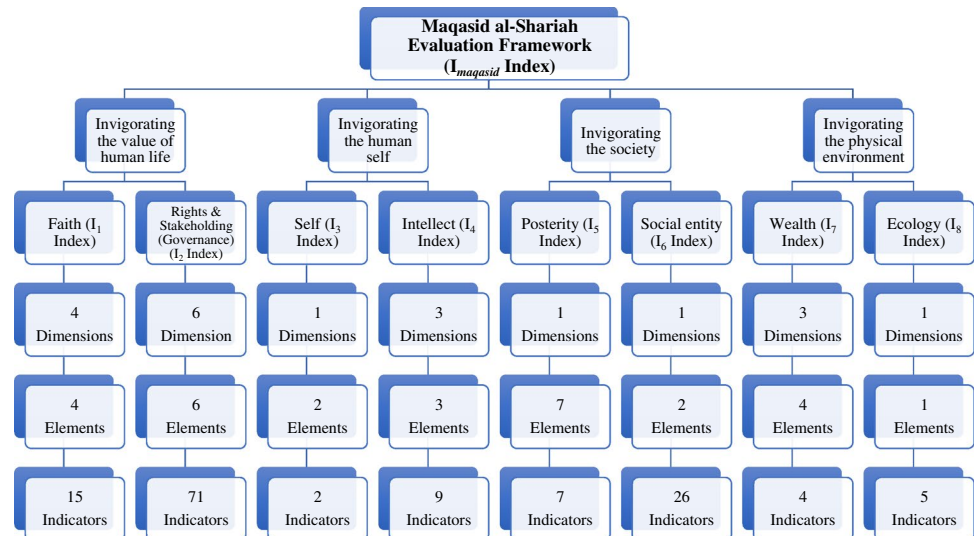 Maqasid al-Shariah
Evaluation Framework
(Imaqasid Index)
Invigorating
the value of
human life
Invigorating
the human
self
Invigorating
the society
Invigorating
the physical
environment
Faith (I1
Index)
Rights &
Stakeholding
(Governance)
(I2 Index)
Self (I3
Index)
Intellect (I4
Index)
Posterity (I5
Index)
Social entity
(I6 Index)
Wealth (I7
Index)
Ecology (I8
Index)
4
Dimensions
6
Dimension
1
Dimensions
3
Dimensions
1
Dimensions
1
Dimensions
3
Dimensions
1
Dimensions
4
Elements
6
Elements
2
Elements
3
Elements
7
Elements
2
Elements
4
Elements
1
Elements
15
Indicators
71
Indicators
2
Indicators
9
Indicators
7
Indicators
26
Indicators
4
Indicators
5
Indicators